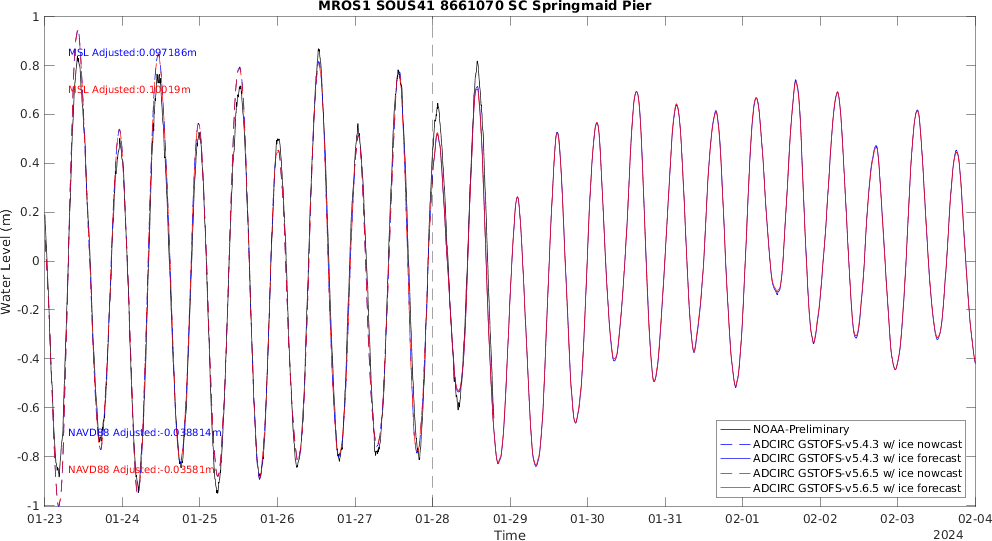 MROS1 SOUS41 8661070 SC Springmaid Pier
1
0.8
0.6
0.4
0.2
0
-0.2
-0.4
-0.6
-0.8
-1
Water Level (m)
MSL Adjusted:0.097186m
MSL Adjusted:0.10019m
NAVD88 Adjusted:-0.038814m
NAVD88 Adjusted:-0.03581m
NOAA-Preliminary
ADCIRC GSTOFS-v5.4.3 w/ ice nowcast
ADCIRC GSTOFS-v5.4.3 w/ ice forecast
ADCIRC GSTOFS-v5.6.5 w/ ice nowcast
ADCIRC GSTOFS-v5.6.5 w/ ice forecast
01-23 01-24 01-25 01-26 01-27 01-28 01-29 01-30 01-31 02-01 02-02 02-03 02-04
Time
2024